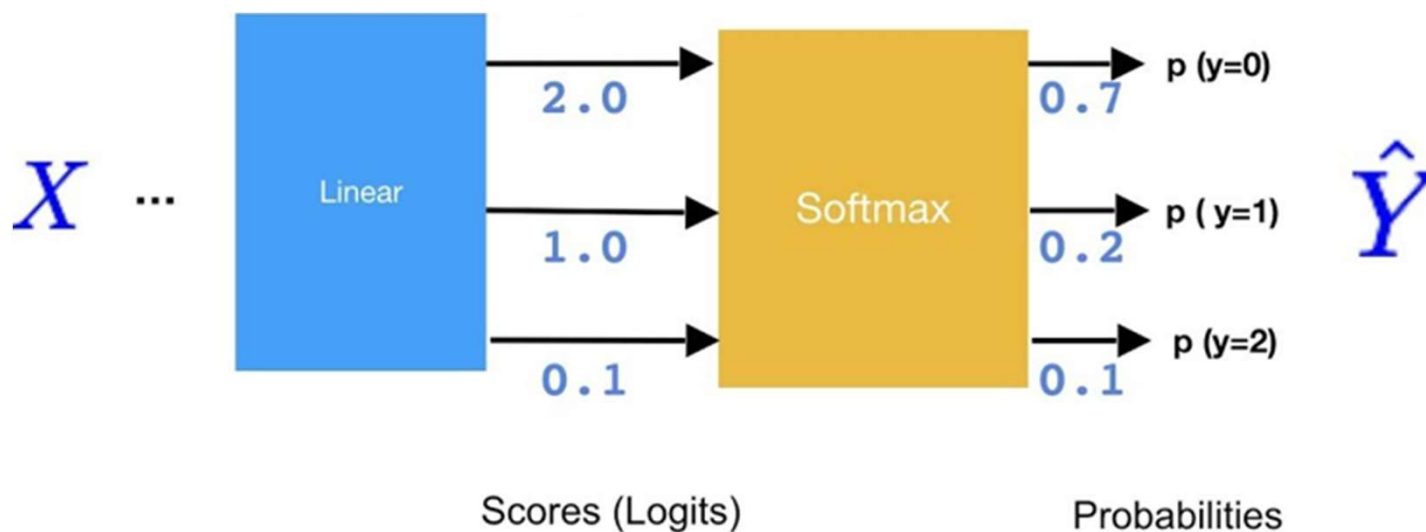 X ...
Linear
2.0
1.0
0.1
Softmax
0.7
0.2
0.1
p (y=0)
p ( y=1)
p (y=2)
Ŷ
Scores (Logits)
Probabilities